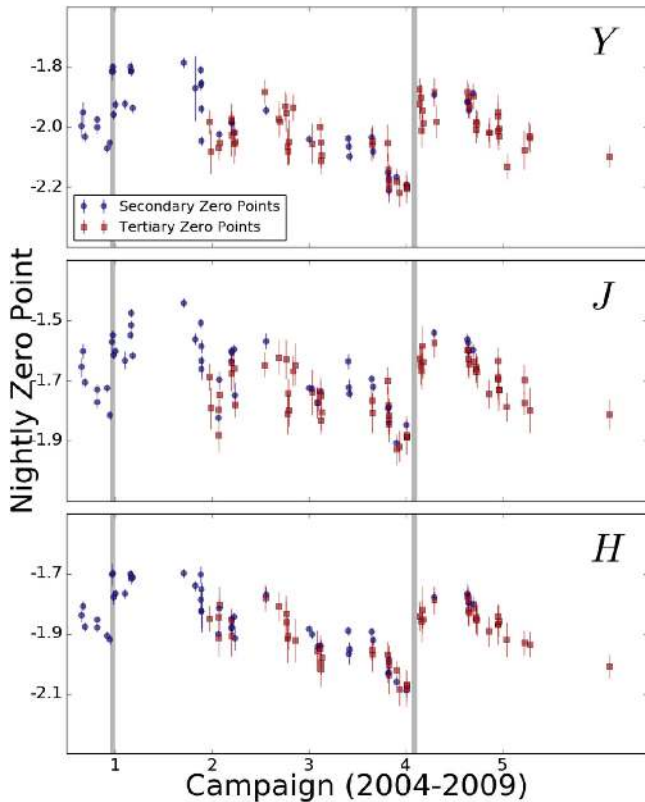 Y
-1.8
-2.0
-2.2
Secondary Zero Points
Tertiary Zero Points
J
-1.5
-1.7
-1.9
Nightly Zero Point
H
-1.7
-1.9
-2.1
1 2 3 4 5
Campaign (2004-2009)